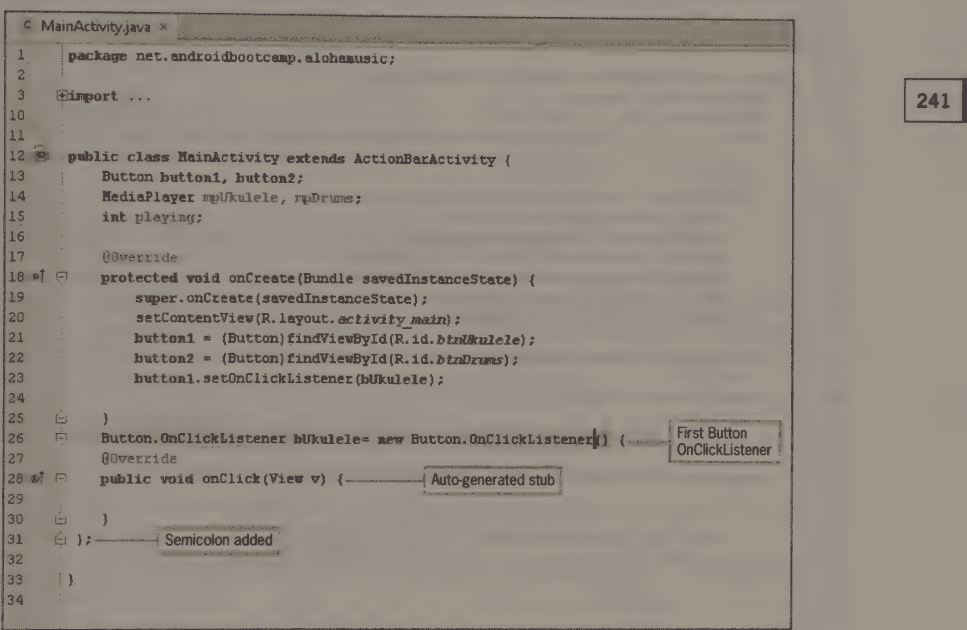 MainActivity.java ×
1 package net.androidbootcamp.alohamusic;
2
3 import ...
10
11
12 public class MainActivity extends ActionBarActivity {
13 Button button1, button2;
14 MediaPlayer mpUkulele, mpDrums;
15 int playing;
16
17 @Override
18 protected void onCreate(Bundle savedInstanceState) {
19 super.onCreate(savedInstanceState);
20 setContentView(R.layout.activity_main);
21 button1 = (Button)findViewById(R.id.btnUkulele);
22 button2 = (Button)findViewById(R.id.btnDrums);
23 button1.setOnClickListener(bUkulele);
24
25 }
26 Button.OnClickListener bUkulele= new Button.OnClickListener() {
First Button
OnClickListener
27 @Override
28 public void onClick(View v) {
Auto-generated stub
29
30 }
31 };
Semicolon added
32
33 }
34
241